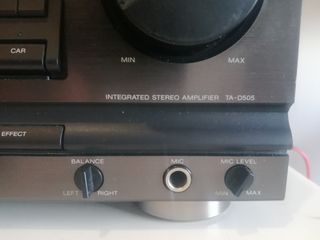 CAR
MIN MAX
INTEGRATED STEREO AMPLIFIER TA-D505
EFFECT
BALANCE MIC MIC LEVEL
LEFT RIGHT MIN MAX